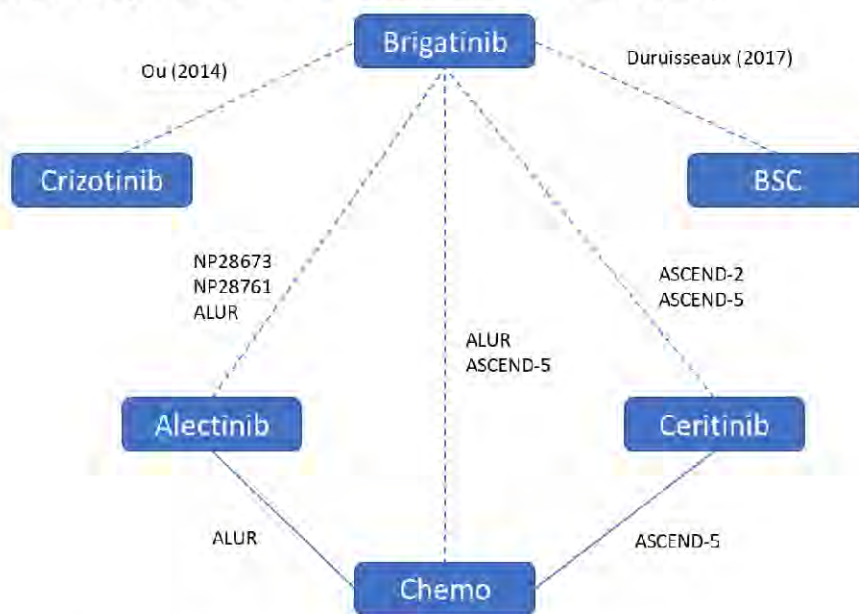 Brigatinib
Ou (2014)
Duruisseaux (2017)
Crizotinib
BSC
NP28673
NP28761
ALUR
ASCEND-2
ASCEND-5
ALUR
ASCEND-5
Alectinib
Ceritinib
ALUR
ASCEND-5
Chemo